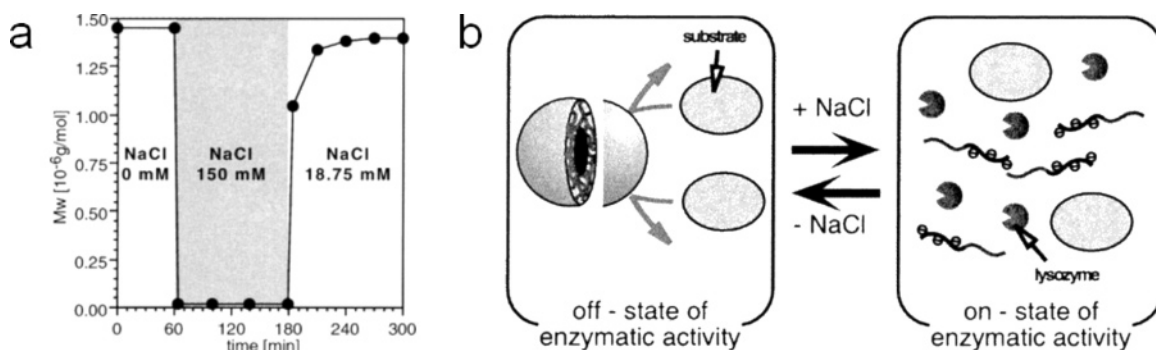 a
Mw [10⁻⁶g/mol]
1.50
1.25
1.00
0.75
0.50
0.25
0.00
NaCl
0 mM
NaCl
150 mM
NaCl
18.75 mM
0
60
120
180
240
300
time [min]
b
substrate
off - state of
enzymatic activity
+ NaCl
- NaCl
lysozyme
on - state of
enzymatic activity